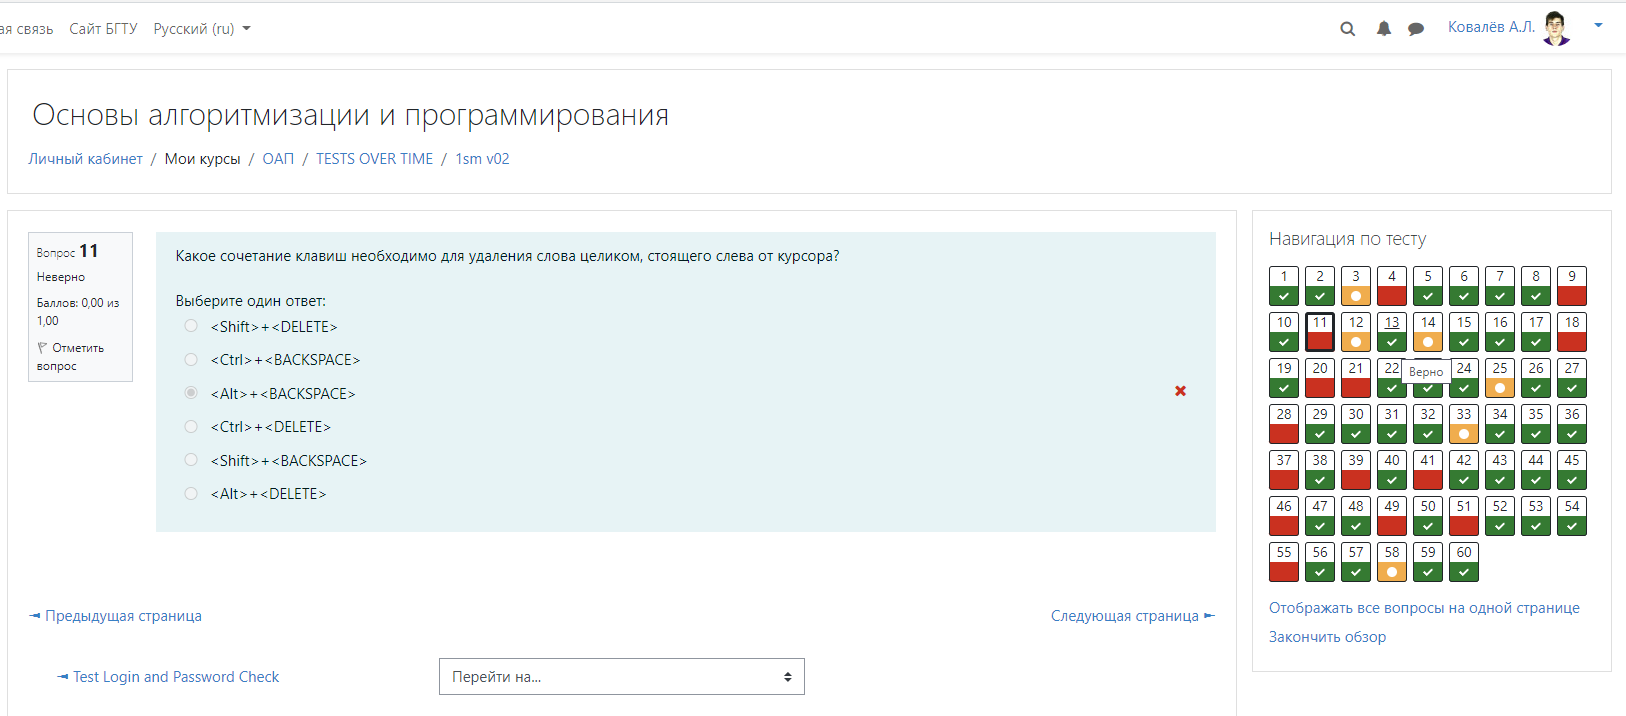 ая связь Сайт БГТУ Русский (ru) Ковалёв А.Л.
Основы алгоритмизации и программирования
Личный кабинет / Мои курсы / ОАП / TESTS OVER TIME / 1sm v02
Вопрос 11
Неверно
Баллов: 0,00 из
1,00
Отметить
вопрос
Какое сочетание клавиш необходимо для удаления слова целиком, стоящего слева от курсора?
Выберите один ответ:
<Shift>+<DELETE>
<Ctrl>+<BACKSPACE>
<Alt>+<BACKSPACE>
<Ctrl>+<DELETE>
<Shift>+<BACKSPACE>
<Alt>+<DELETE>
◄ Предыдущая страница
Следующая страница ►
◄ Test Login and Password Check
Перейти на...
Навигация по тесту
1 2 3 4 5 6 7 8 9
10 11 12 13 14 15 16 17 18
19 20 21 22 Верно 24 25 26 27
28 29 30 31 32 33 34 35 36
37 38 39 40 41 42 43 44 45
46 47 48 49 50 51 52 53 54
55 56 57 58 59 60
Отображать все вопросы на одной странице
Закончить обзор